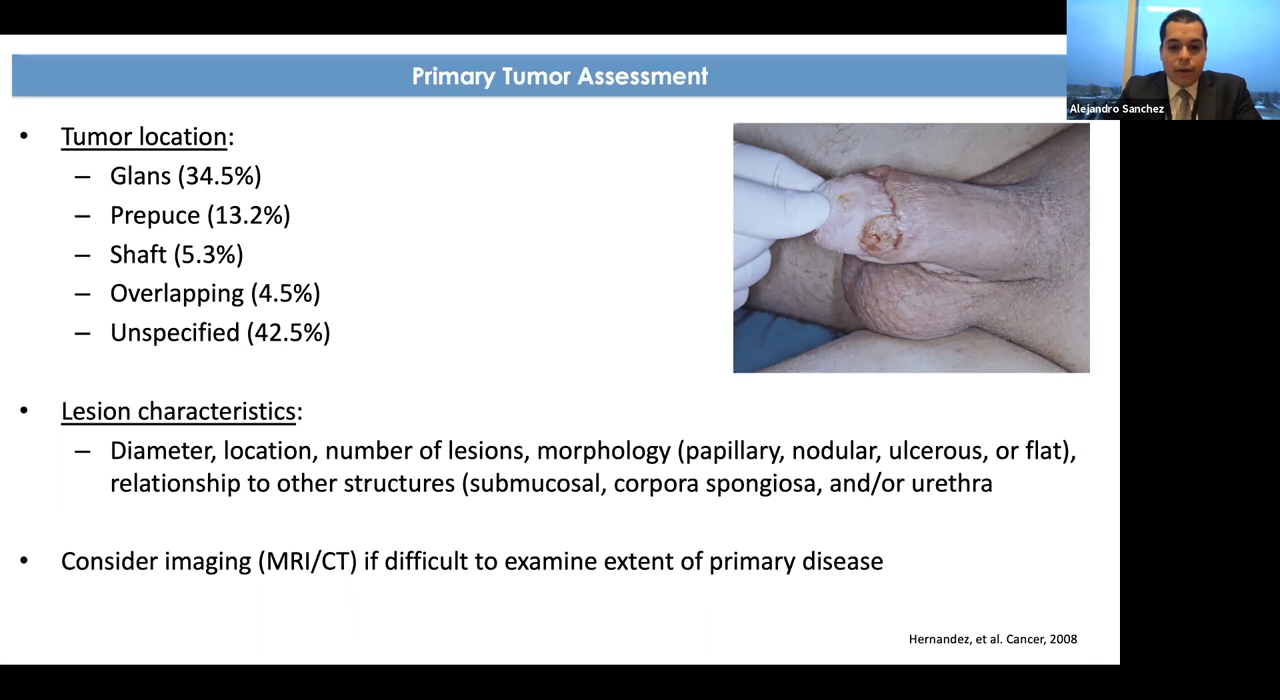 Primary Tumor Assessment
Alejandro Sanchez
• Tumor location:
– Glans (34.5%)
– Prepuce (13.2%)
– Shaft (5.3%)
– Overlapping (4.5%)
– Unspecified (42.5%)
• Lesion characteristics:
– Diameter, location, number of lesions, morphology (papillary, nodular, ulcerous, or flat),
relationship to other structures (submucosal, corpora spongiosa, and/or urethra
• Consider imaging (MRI/CT) if difficult to examine extent of primary disease
Hernandez, et al. Cancer, 2008